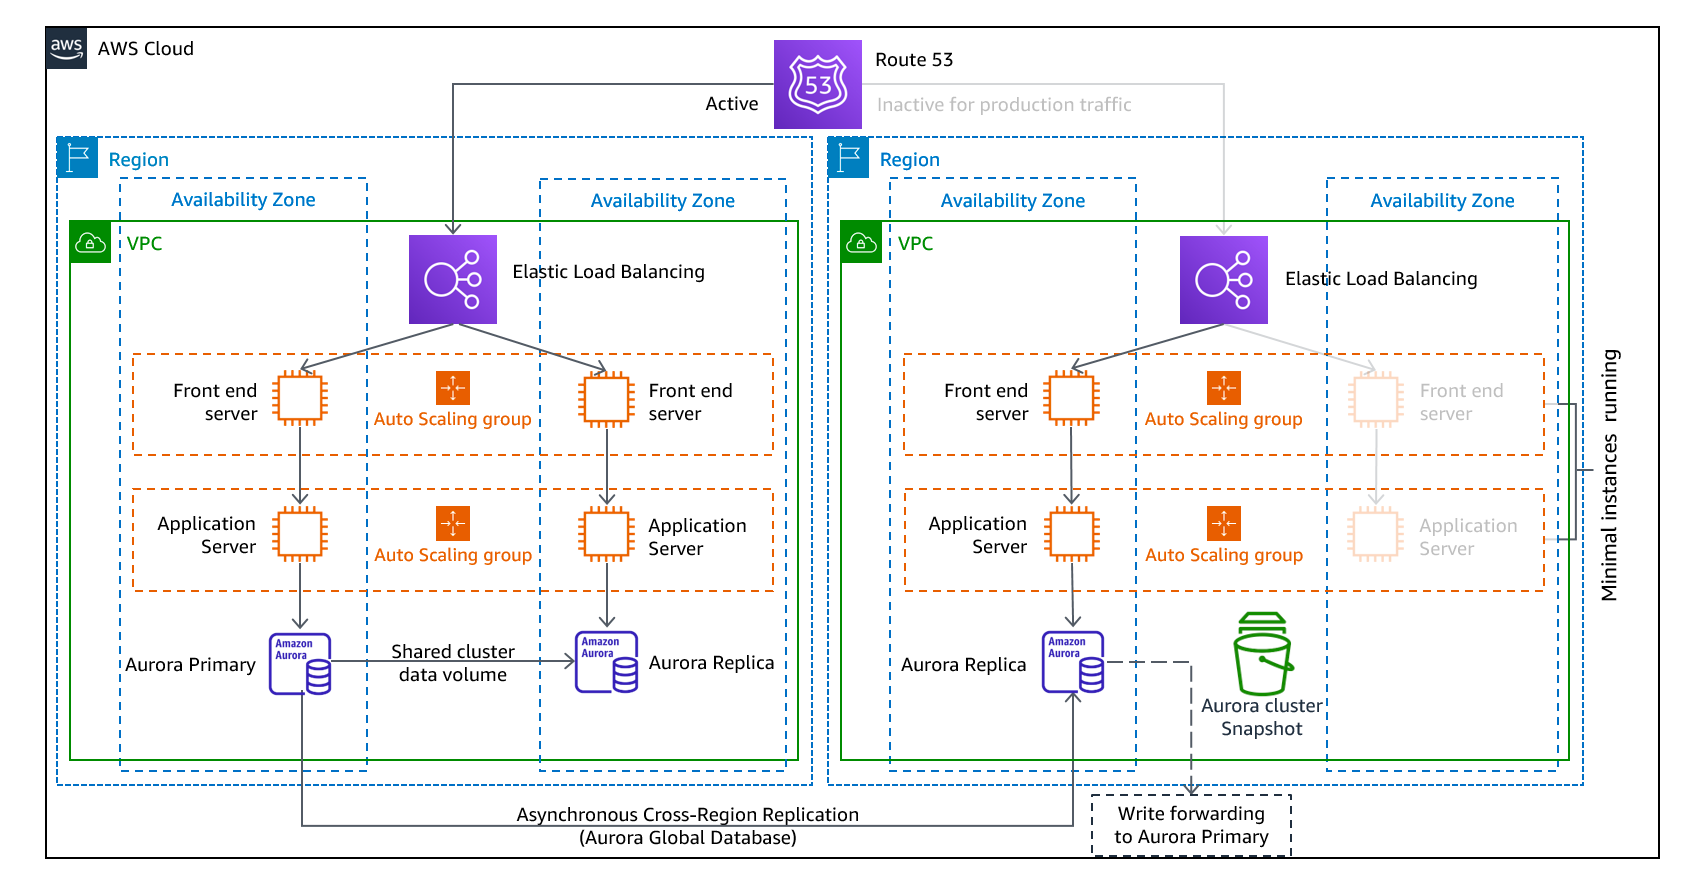 aws
AWS Cloud
53
Route 53
Active
Inactive for production traffic
Region
Availability Zone
Availability Zone
VPC
Elastic Load Balancing
Front end
server
Auto Scaling group
Front end
server
Application
Server
Auto Scaling group
Application
Server
Aurora Primary
Amazon
Aurora
Shared cluster
data volume
Amazon
Aurora
Aurora Replica
Region
Availability Zone
Availability Zone
VPC
Elastic Load Balancing
Front end
server
Auto Scaling group
Front end
server
Application
Server
Auto Scaling group
Application
Server
Minimal instances running
Aurora Replica
Amazon
Aurora
Aurora cluster
Snapshot
Asynchronous Cross-Region Replication
(Aurora Global Database)
Write forwarding
to Aurora Primary